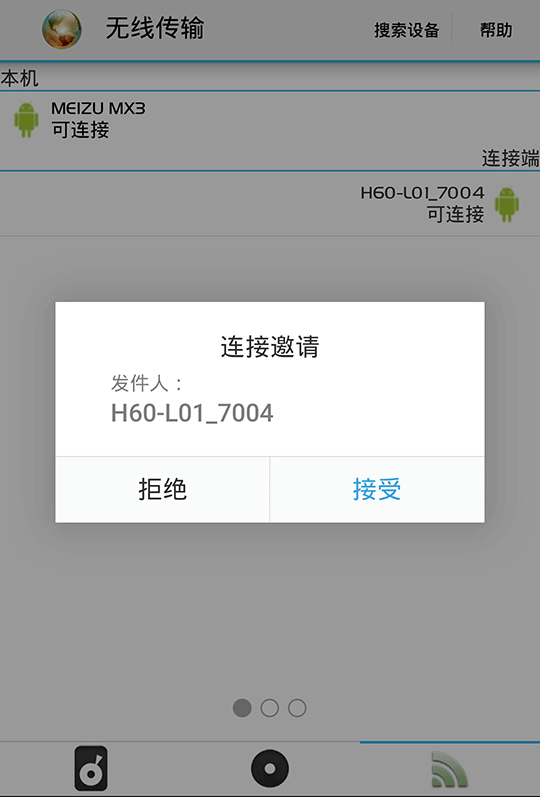 无线传输
搜索设备
帮助
本机
MEIZU MX3
可连接
连接端
H60-L01_7004
可连接
连接邀请
发件人：
H60-L01_7004
拒绝
接受